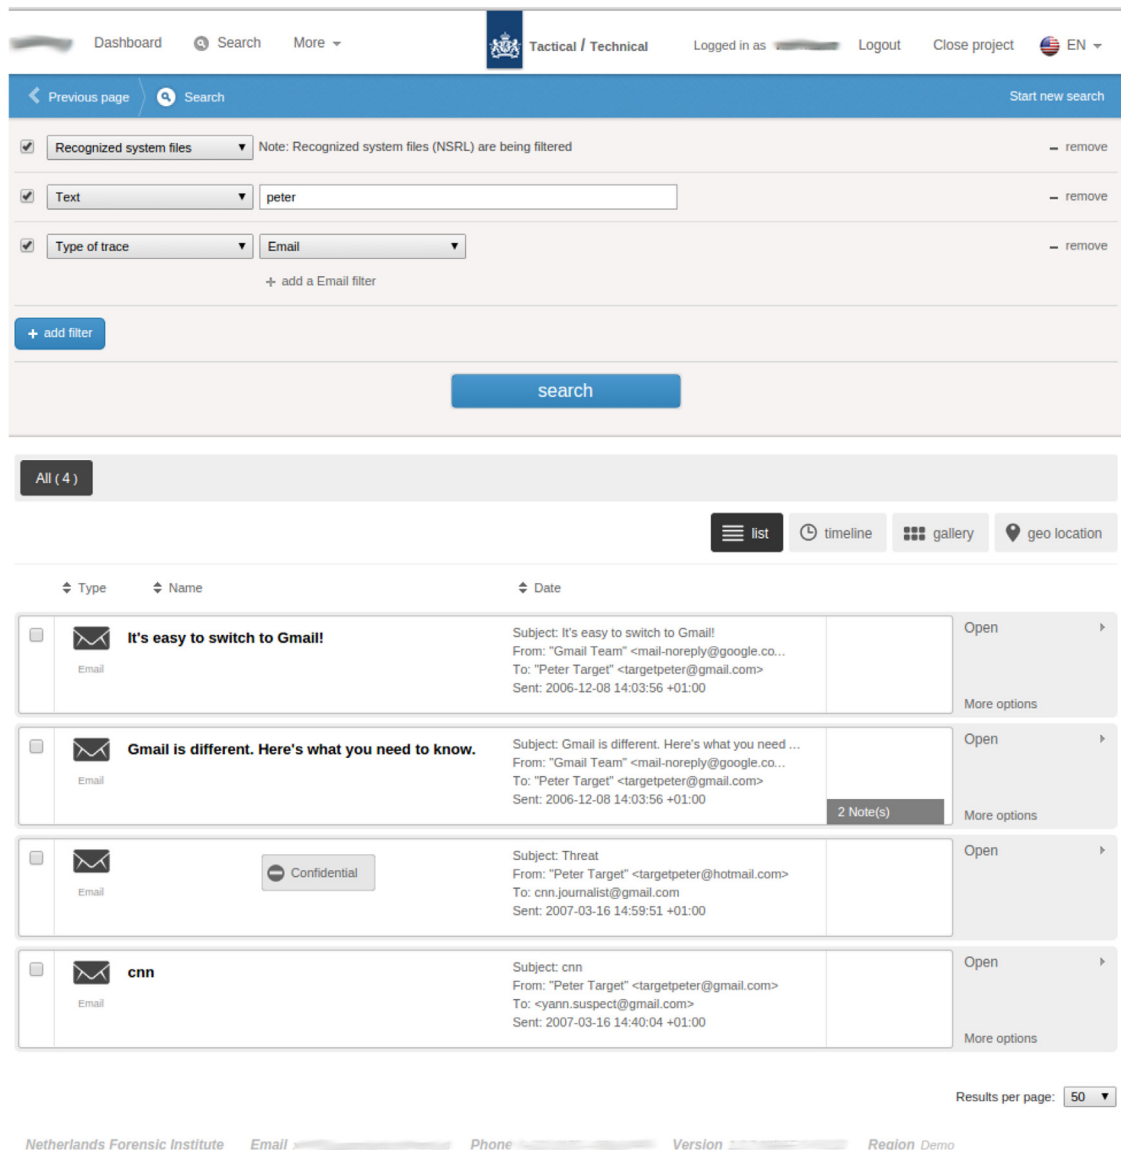 Dashboard Search More Tactical / Technical Logged in as Logout Close project EN
Previous page Search Start new search
Recognized system files Note: Recognized system files (NSRL) are being filtered remove
Text peter remove
Type of trace Email remove
+ add a Email filter
+ add filter
search
All ( 4 )
list timeline gallery geo location
Type Name Date
It's easy to switch to Gmail! Subject: It's easy to switch to Gmail! Open
From: "Gmail Team" <mail-noreply@google.co...
Email To: "Peter Target" <targetpeter@gmail.com>
Sent: 2006-12-08 14:03:56 +01:00
More options
Gmail is different. Here's what you need to know. Subject: Gmail is different. Here's what you need ... Open
From: "Gmail Team" <mail-noreply@google.co...
Email To: "Peter Target" <targetpeter@gmail.com>
Sent: 2006-12-08 14:03:56 +01:00
2 Note(s) More options
Subject: Threat Open
Confidential From: "Peter Target" <targetpeter@hotmail.com>
Email To: cnn.journalist@gmail.com
Sent: 2007-03-16 14:59:51 +01:00
cnn Subject: cnn Open
From: "Peter Target" <targetpeter@gmail.com>
Email To: <yann.suspect@gmail.com>
Sent: 2007-03-16 14:40:04 +01:00
More options
Results per page: 50
Netherlands Forensic Institute Email Phone Version Region Demo